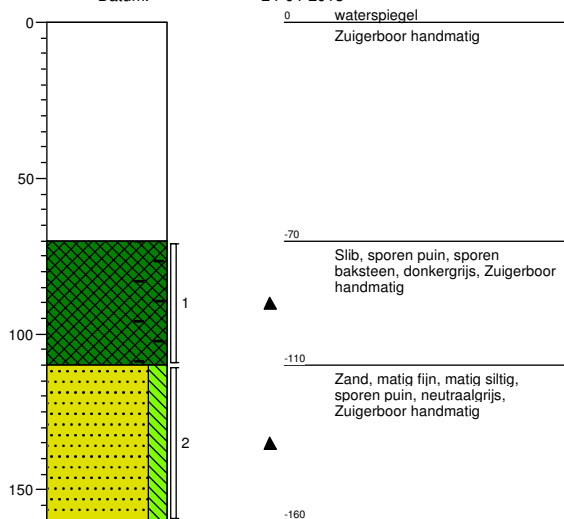 0
0 waterspiegel
Zuigerboor handmatig
50
-70
Slib, sporen puin, sporen
baksteen, donkergrijs, Zuigerboor
handmatig
1
100
-110
Zand, matig fijn, matig siltig,
sporen puin, neutraalgrijs,
Zuigerboor handmatig
2
150
-160